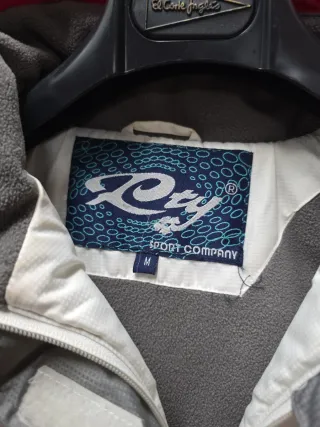 El Corte Inglés
Rty®
SPORT COMPANY
M